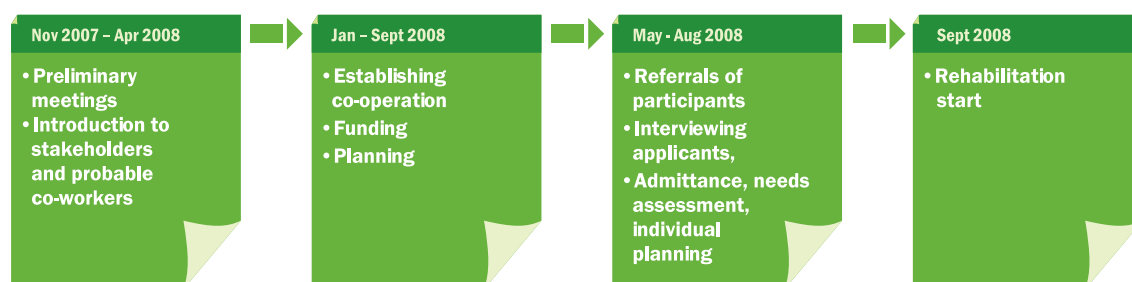 Nov 2007 – Apr 2008
• Preliminary
meetings
• Introduction to
stakeholders
and probable
co-workers
Jan – Sept 2008
• Establishing
co-operation
• Funding
• Planning
May - Aug 2008
• Referrals of
participants
• Interviewing
applicants,
• Admittance, needs
assessment,
individual
planning
Sept 2008
• Rehabilitation
start